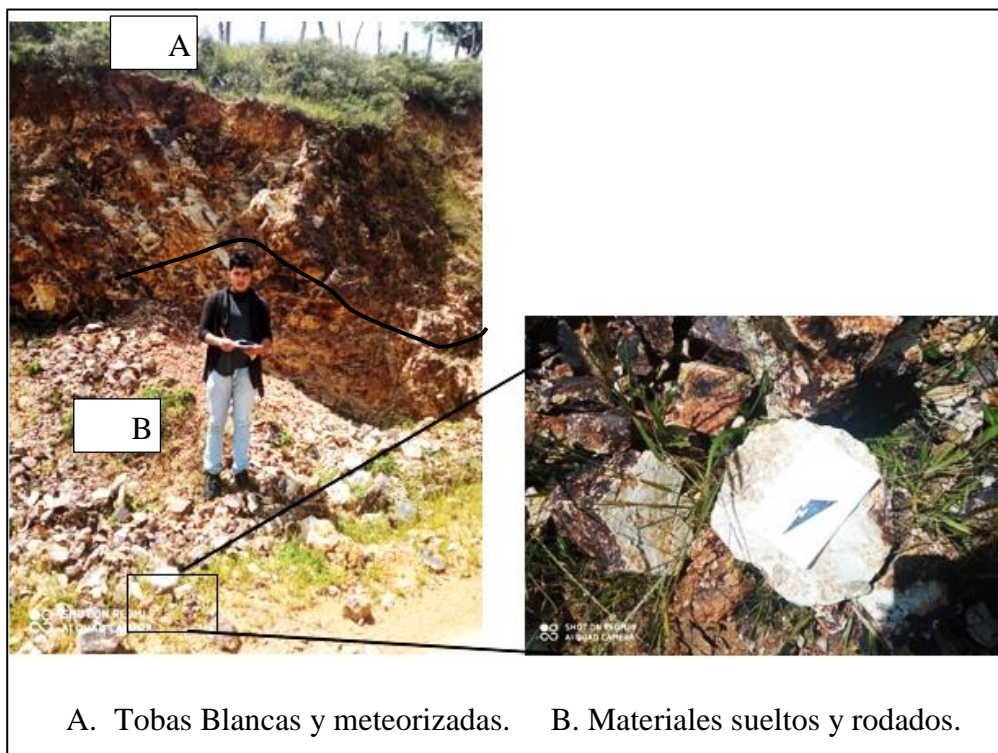 A
B
SHOT ON REDMI
AI QUAD CAMERA
SHOT ON REDMI
AI QUAD CAMERA
A. Tobas Blancas y meteorizadas. B. Materiales sueltos y rodados.